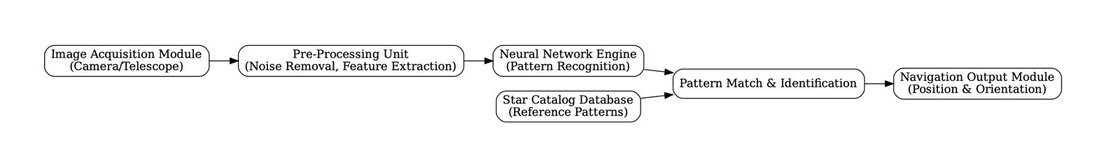 Image Acquisition Module
(Camera/Telescope)
Pre-Processing Unit
(Noise Removal, Feature Extraction)
Neural Network Engine
(Pattern Recognition)
Star Catalog Database
(Reference Patterns)
Pattern Match & Identification
Navigation Output Module
(Position & Orientation)